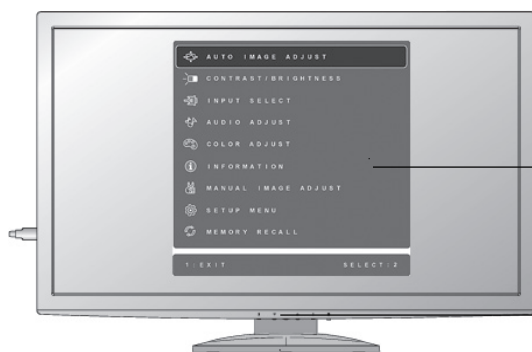 AUTO IMAGE ADJUST
CONTRAST/BRIGHTNESS
INPUT SELECT
AUDIO ADJUST
COLOR ADJUST
INFORMATION
MANUAL IMAGE ADJUST
SETUP MENU
MEMORY RECALL
1:EXIT SELECT:2